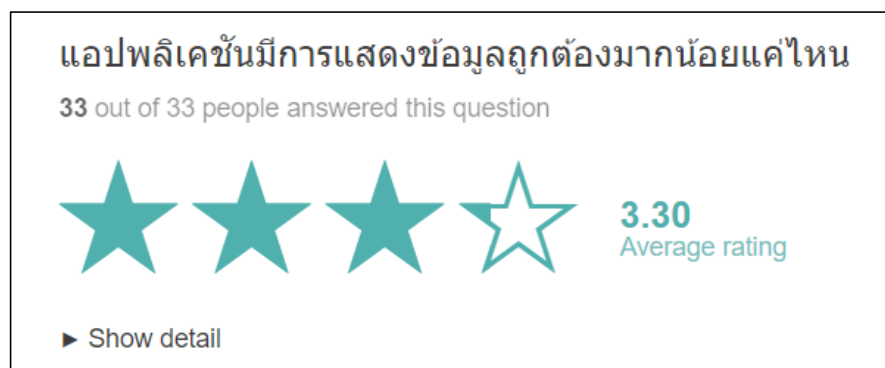 แอปพลิเคชันมีการแสดงข้อมูลถูกต้องมากน้อยแค่ไหน
33 out of 33 people answered this question
3.30
Average rating
► Show detail